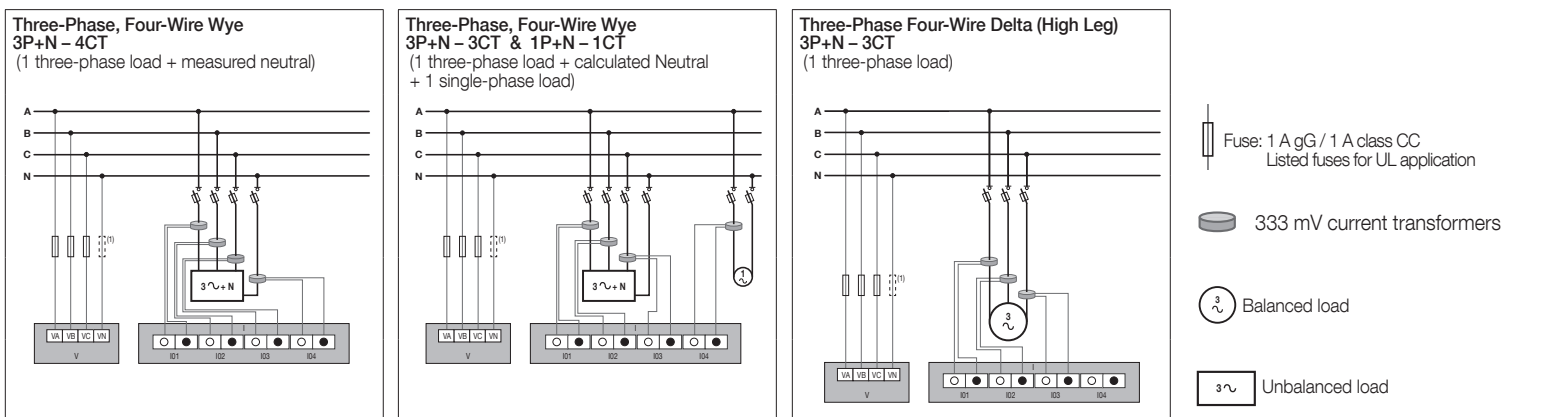 Three-Phase, Four-Wire Wye
3P+N – 4CT
(1 three-phase load + measured neutral)
A
B
C
N
(1)
3∿+ N
VA VB VC VN
V
I
I01 I02 I03 I04
Three-Phase, Four-Wire Wye
3P+N – 3CT & 1P+N – 1CT
(1 three-phase load + calculated Neutral
+ 1 single-phase load)
A
B
C
N
(1)
3∿+ N
1
∿
VA VB VC VN
V
I
I01 I02 I03 I04
Three-Phase Four-Wire Delta (High Leg)
3P+N – 3CT
(1 three-phase load)
A
B
C
N
(1)
3
∿
VA VB VC VN
V
I
I01 I02 I03 I04
Fuse: 1 A gG / 1 A class CC
Listed fuses for UL application
333 mV current transformers
3
∿
Balanced load
3∿
Unbalanced load